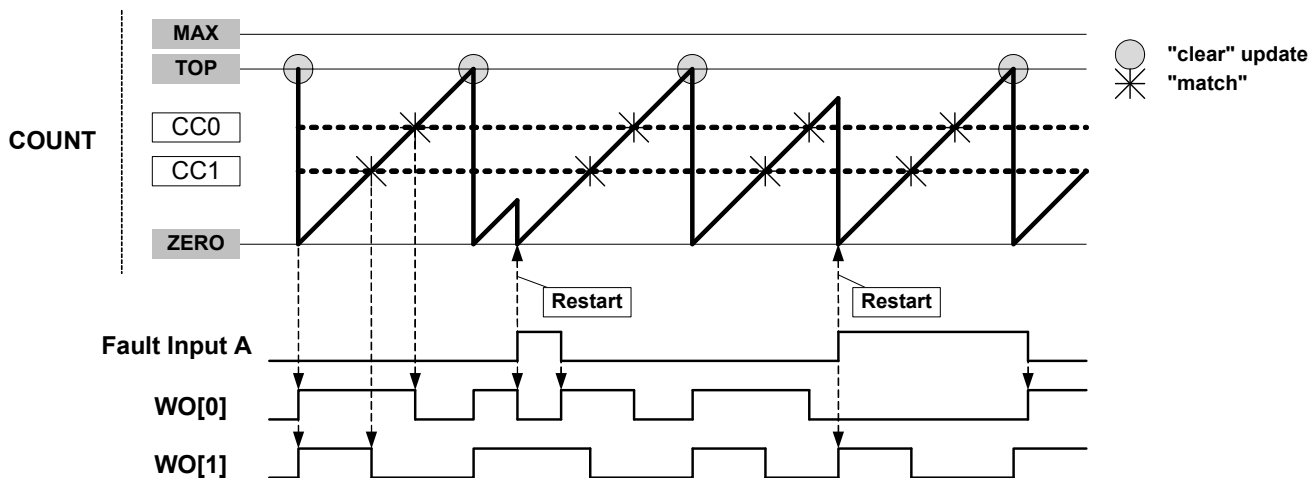 MAX
"clear" update
TOP
"match"
CC0
COUNT
CC1
ZERO
Restart
Restart
Fault Input A
WO[0]
WO[1]